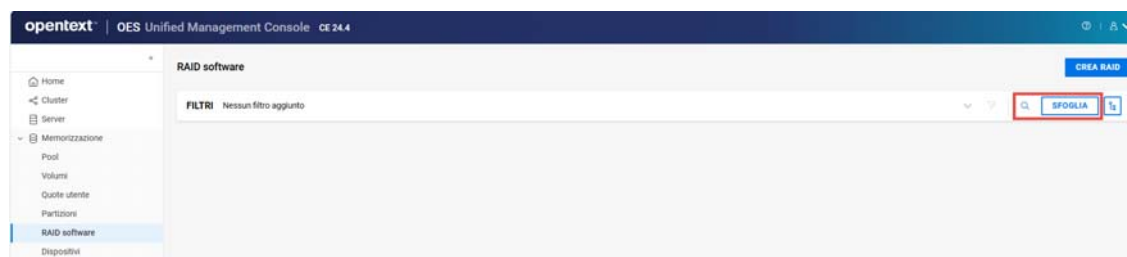 opentext™ | OES Unified Management Console CE 24.4
RAID software
CREA RAID
Home
Cluster
Server
Memorizzazione
Pool
Volumi
Quote utente
Partizioni
RAID software
Dispositivi
FILTRI Nessun filtro aggiunto
SFOGLIA